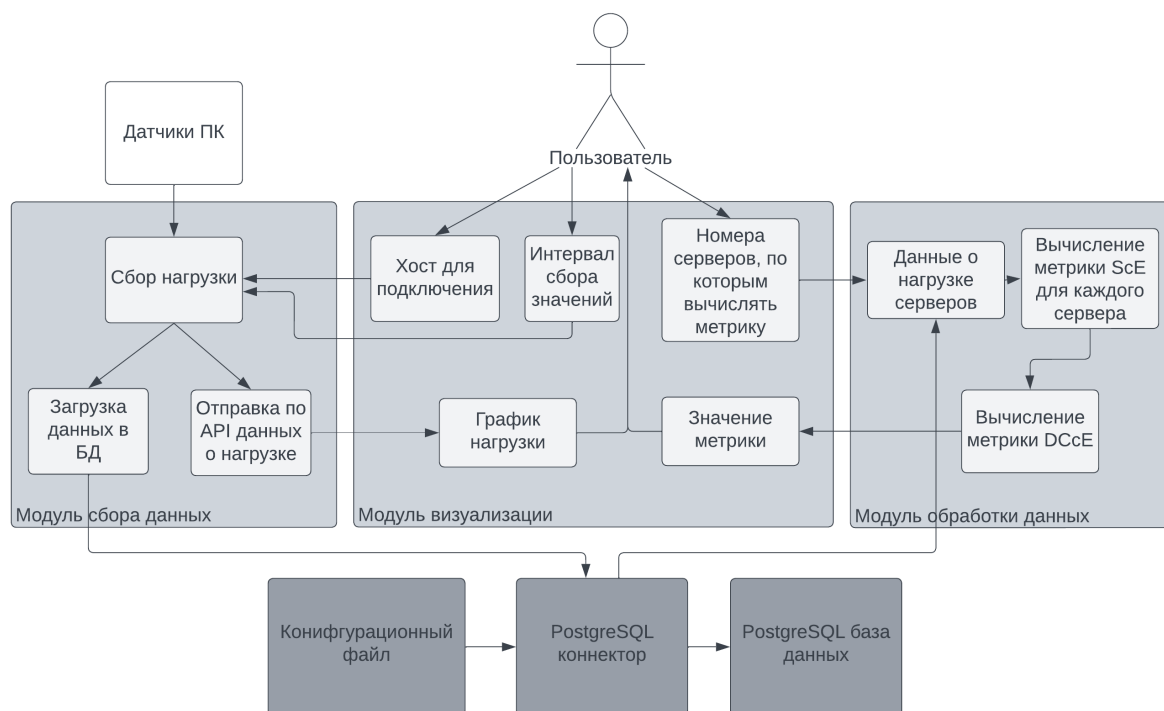 Датчики ПК
Пользователь
Сбор нагрузки
Хост для
подключения
Интервал
сбора
значений
Номера
серверов, по
которым
вычислять
метрику
Данные о
нагрузке
серверов
Вычисление
метрики ScE
для каждого
сервера
Загрузка
данных в
БД
Отправка по
API данных
о нагрузке
График
нагрузки
Значение
метрики
Вычисление
метрики DCcE
Модуль сбора данных
Модуль визуализации
Модуль обработки данных
Конифгурационный
файл
PostgreSQL
коннектор
PostgreSQL база
данных